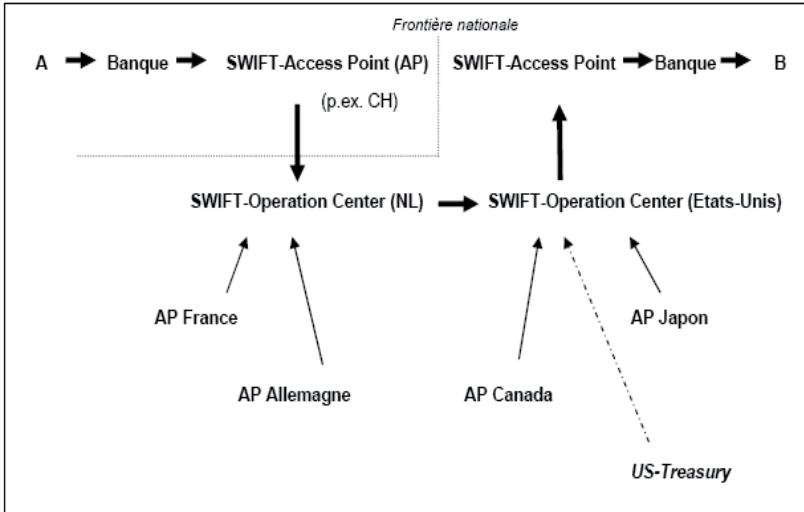 Frontière nationale
A Banque SWIFT-Access Point (AP) SWIFT-Access Point Banque B
(p.ex. CH)
SWIFT-Operation Center (NL) SWIFT-Operation Center (Etats-Unis)
AP France AP Japon
AP Allemagne AP Canada
US-Treasury